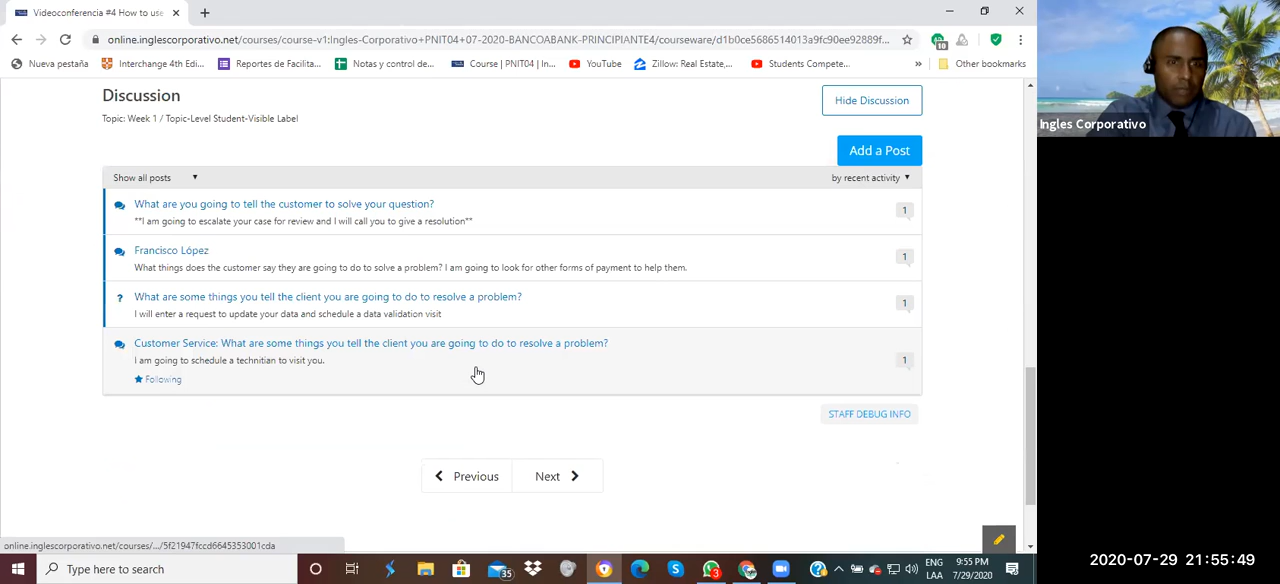 Videoconferencia #4 How to use
online.inglescorporativo.net/courses/course-v1:Ingles-Corporativo+PNIT04+07-2020-BANCOABANK-PRINCIPIANTE4/courseware/d1b0ce5686514013a9fc90ee92889f...
10
Nueva pestaña
Interchange 4th Edi...
Reportes de Facilita...
Notas y control de...
Course | PNIT04 | In...
YouTube
Zillow: Real Estate,...
Students Compete...
»
Other bookmarks
Ingles Corporativo
Discussion
Hide Discussion
Topic: Week 1 / Topic-Level Student-Visible Label
Add a Post
Show all posts
by recent activity
What are you going to tell the customer to solve your question?
**I am going to escalate your case for review and I will call you to give a resolution**
1
Francisco López
What things does the customer say they are going to do to solve a problem? I am going to look for other forms of payment to help them.
1
? What are some things you tell the client you are going to do to resolve a problem?
I will enter a request to update your data and schedule a data validation visit
1
Customer Service: What are some things you tell the client you are going to do to resolve a problem?
I am going to schedule a technitian to visit you.
1
Following
STAFF DEBUG INFO
Previous
Next
online.inglescorporativo.net/courses/.../5f21947fccd6645353001cda
Type here to search
35
3
ENG
LAA
9:55 PM
7/29/2020
2020-07-29 21:55:49